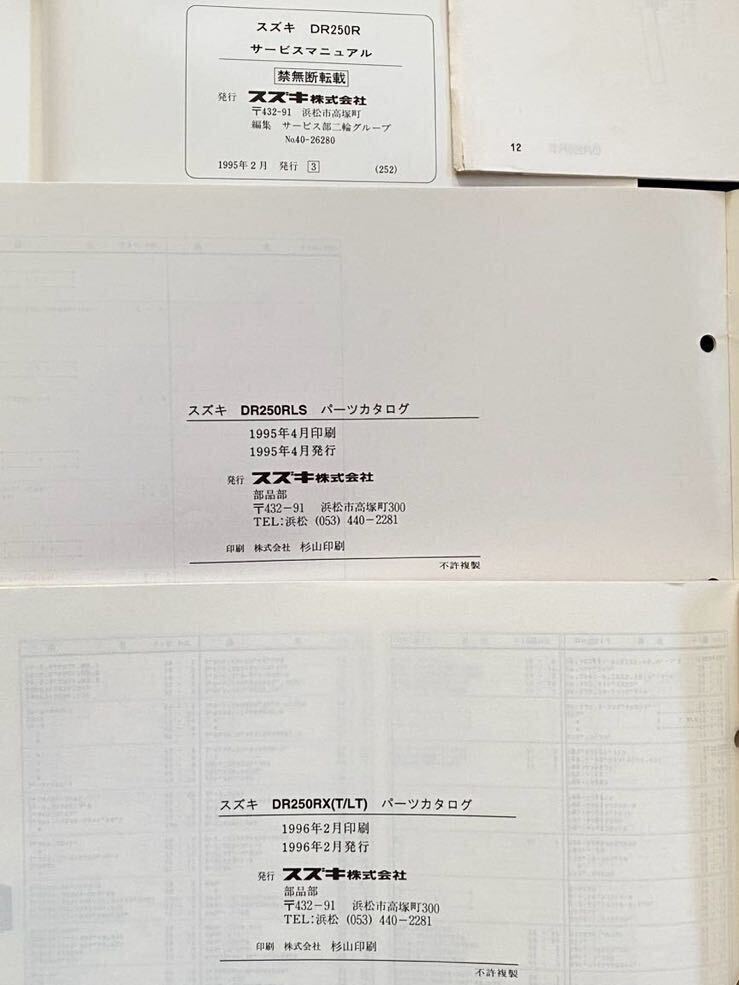 スズキ DR250R
サービスマニュアル
禁無断転載
発行 スズキ株式会社
〒432-91 浜松市高塚町
編集 サービス部二輪グループ
No.40-26280
1995年2月 発行 3 (252)
12
スズキ DR250RLS パーツカタログ
1995年4月印刷
1995年4月発行
発行 スズキ株式会社
部品部
〒432-91 浜松市高塚町300
TEL:浜松 (053) 440-2281
印刷 株式会社 杉山印刷
不許複製
スズキ DR250RX(T/LT) パーツカタログ
1996年2月印刷
1996年2月発行
発行 スズキ株式会社
部品部
〒432-91 浜松市高塚町300
TEL:浜松 (053) 440-2281
印刷 株式会社 杉山印刷
不許複製